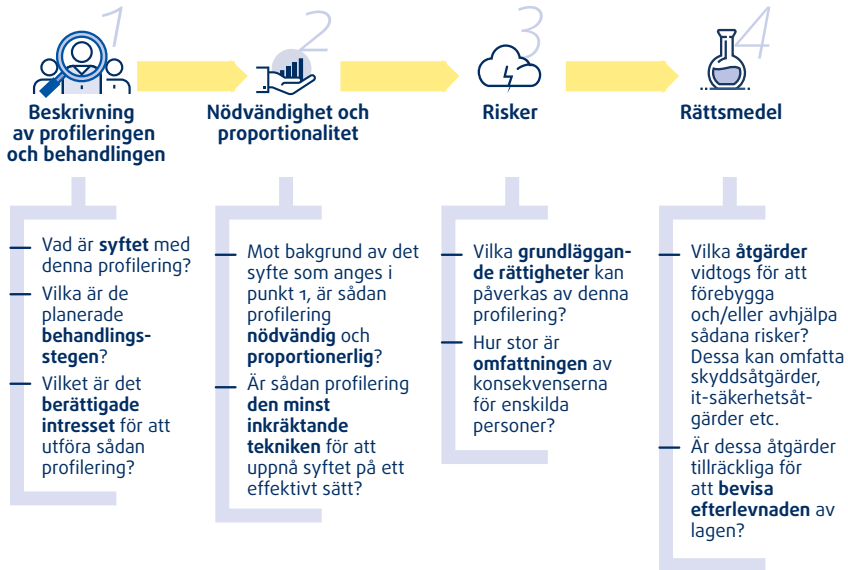 1
Beskrivning
av profileringen
och behandlingen
Vad är syftet med
denna profilering?
Vilka är de
planerade
behandlings-
stegen?
Vilket är det
berättigade
intresset för att
utföra sådan
profilering?
2
Nödvändighet och
proportionalitet
Mot bakgrund av det
syfte som anges i
punkt 1, är sådan
profilering
nödvändig och
proportionerlig?
Är sådan profilering
den minst
inkräktande
tekniken för att
uppnå syftet på ett
effektivt sätt?
3
Risker
Vilka grundläggan-
de rättigheter kan
påverkas av denna
profilering?
Hur stor är
omfattningen av
konsekvenserna
för enskilda
personer?
4
Rättsmedel
Vilka åtgärder
vidtogs för att
förebygga
och/eller avhjälpa
sådana risker?
Dessa kan omfatta
skyddsåtgärder,
it-säkerhetsåt-
gärder etc.
Är dessa åtgärder
tillräckliga för
att bevisa
efterlevnaden av
lagen?